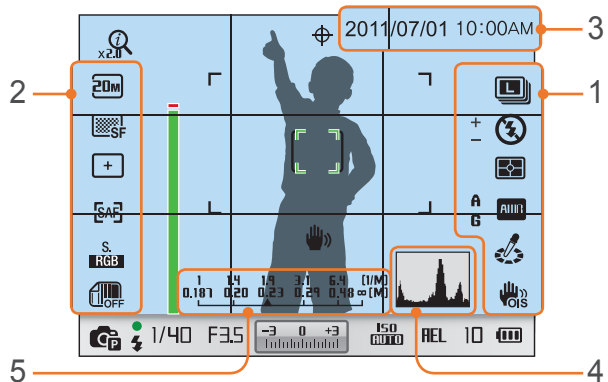 2011/07/01 10:00AM
3
x2.0
2
20M
SF
+
SAF
S.
RGB
OFF
1
L
+
−
A
G
AWB
OIS
1 1.4 1.9 3.1 6.4 (1/M)
0.187 0.20 0.23 0.29 0.48 ∞ (M)
P
1/40
F3.5
-3 0 +3
ISO
AUTO
REL
10
5
4